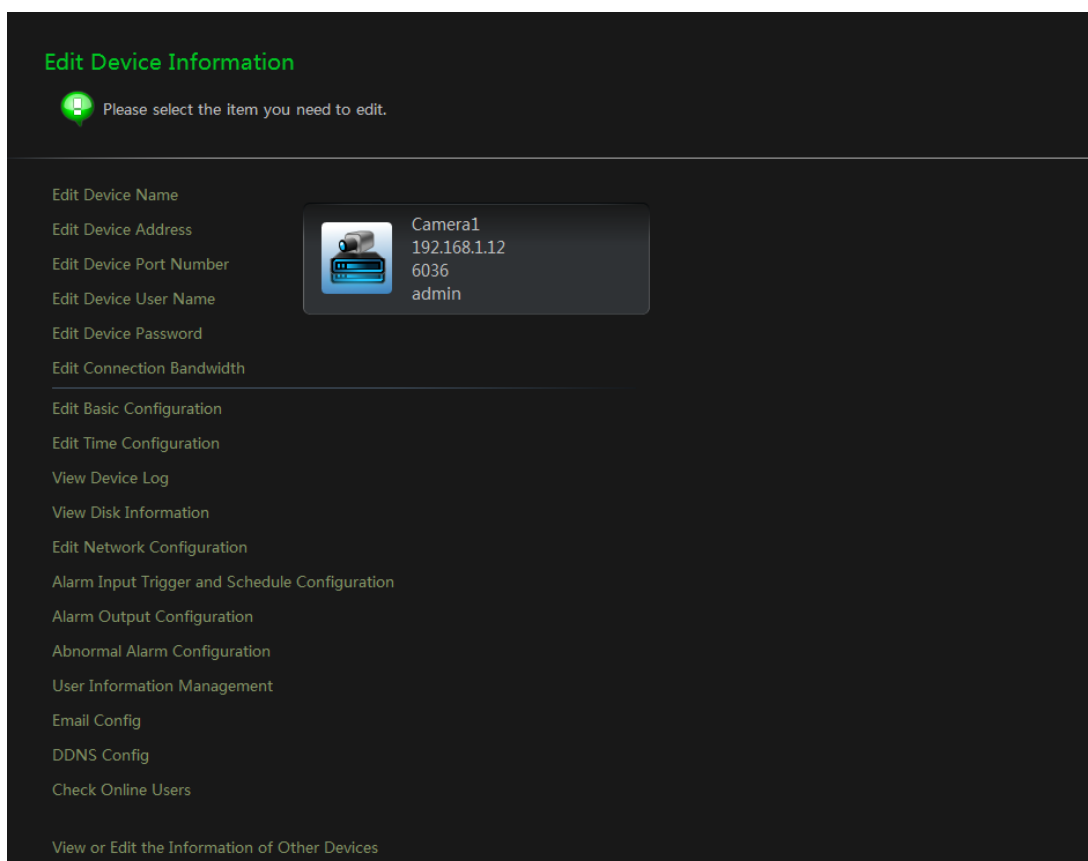 Edit Device Information
Please select the item you need to edit.
Edit Device Name
Edit Device Address
Edit Device Port Number
Edit Device User Name
Edit Device Password
Edit Connection Bandwidth
Camera1
192.168.1.12
6036
admin
Edit Basic Configuration
Edit Time Configuration
View Device Log
View Disk Information
Edit Network Configuration
Alarm Input Trigger and Schedule Configuration
Alarm Output Configuration
Abnormal Alarm Configuration
User Information Management
Email Config
DDNS Config
Check Online Users
View or Edit the Information of Other Devices